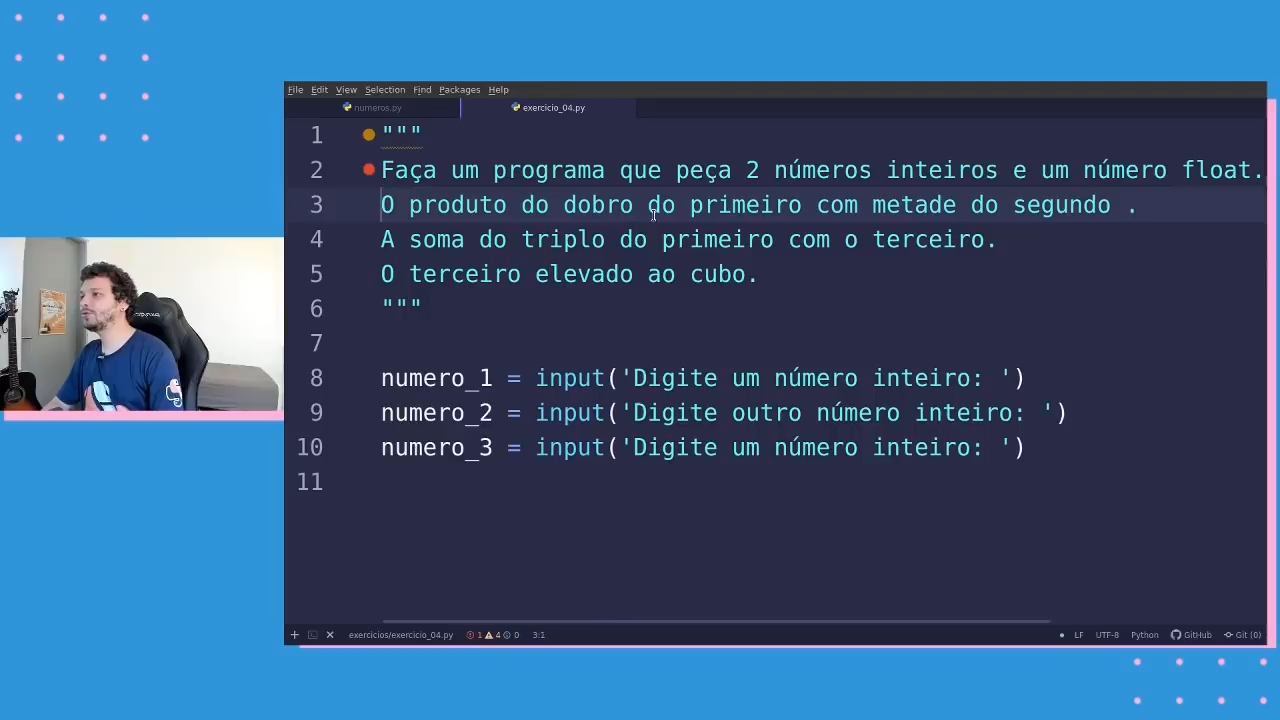 File Edit View Selection Find Packages Help
numeros.py exercicio_04.py
1 """
2 Faça um programa que peça 2 números inteiros e um número float.
3 O produto do dobro do primeiro com metade do segundo .
4 A soma do triplo do primeiro com o terceiro.
5 O terceiro elevado ao cubo.
6 """
7
8 numero_1 = input('Digite um número inteiro: ')
9 numero_2 = input('Digite outro número inteiro: ')
10 numero_3 = input('Digite um número inteiro: ')
11
exercicios/exercicio_04.py 1 4 0 3:1 LF UTF-8 Python GitHub Git (0)